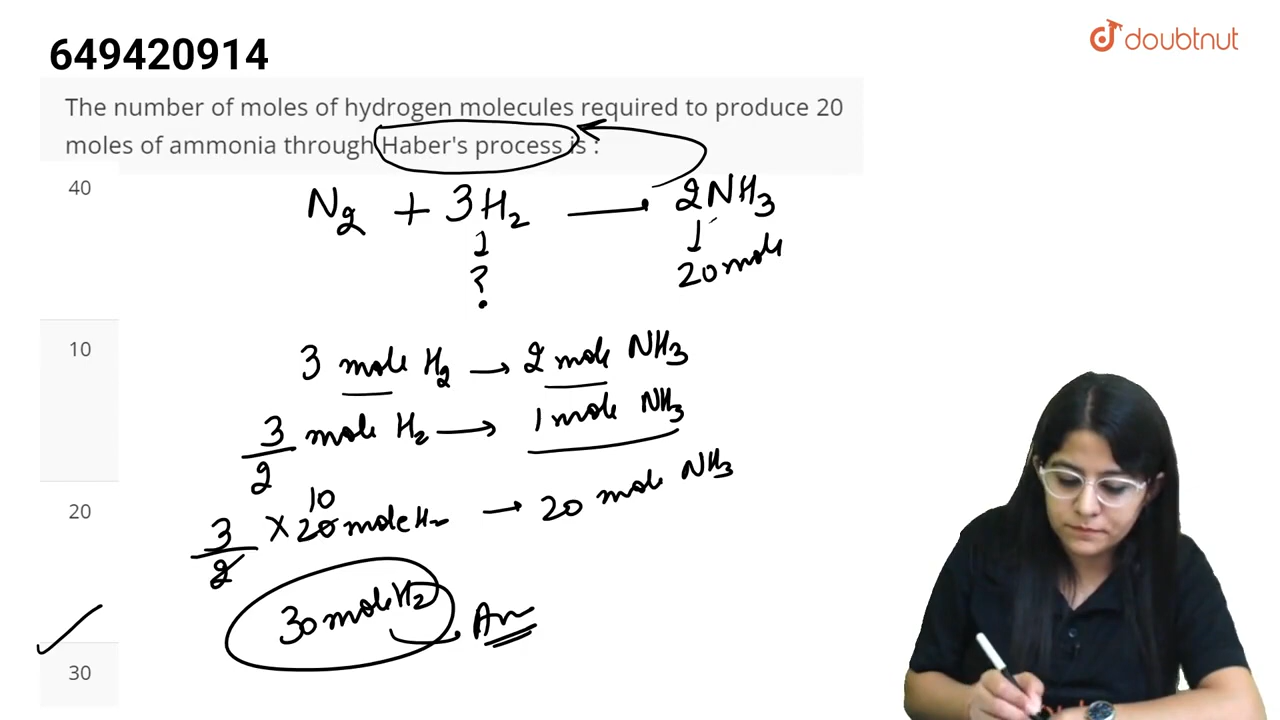 649420914
doubtnut
The number of moles of hydrogen molecules required to produce 20
moles of ammonia through Haber's process is :
40
N2 + 3H2 → 2NH3
↓ ↓
? 20 mole
10
3 mole H2 → 2 mole NH3
3/2 mole H2 → 1 mole NH3
20
10
3/2 × 20 mole H2 → 20 mole NH3
30 mole H2 Ans
30